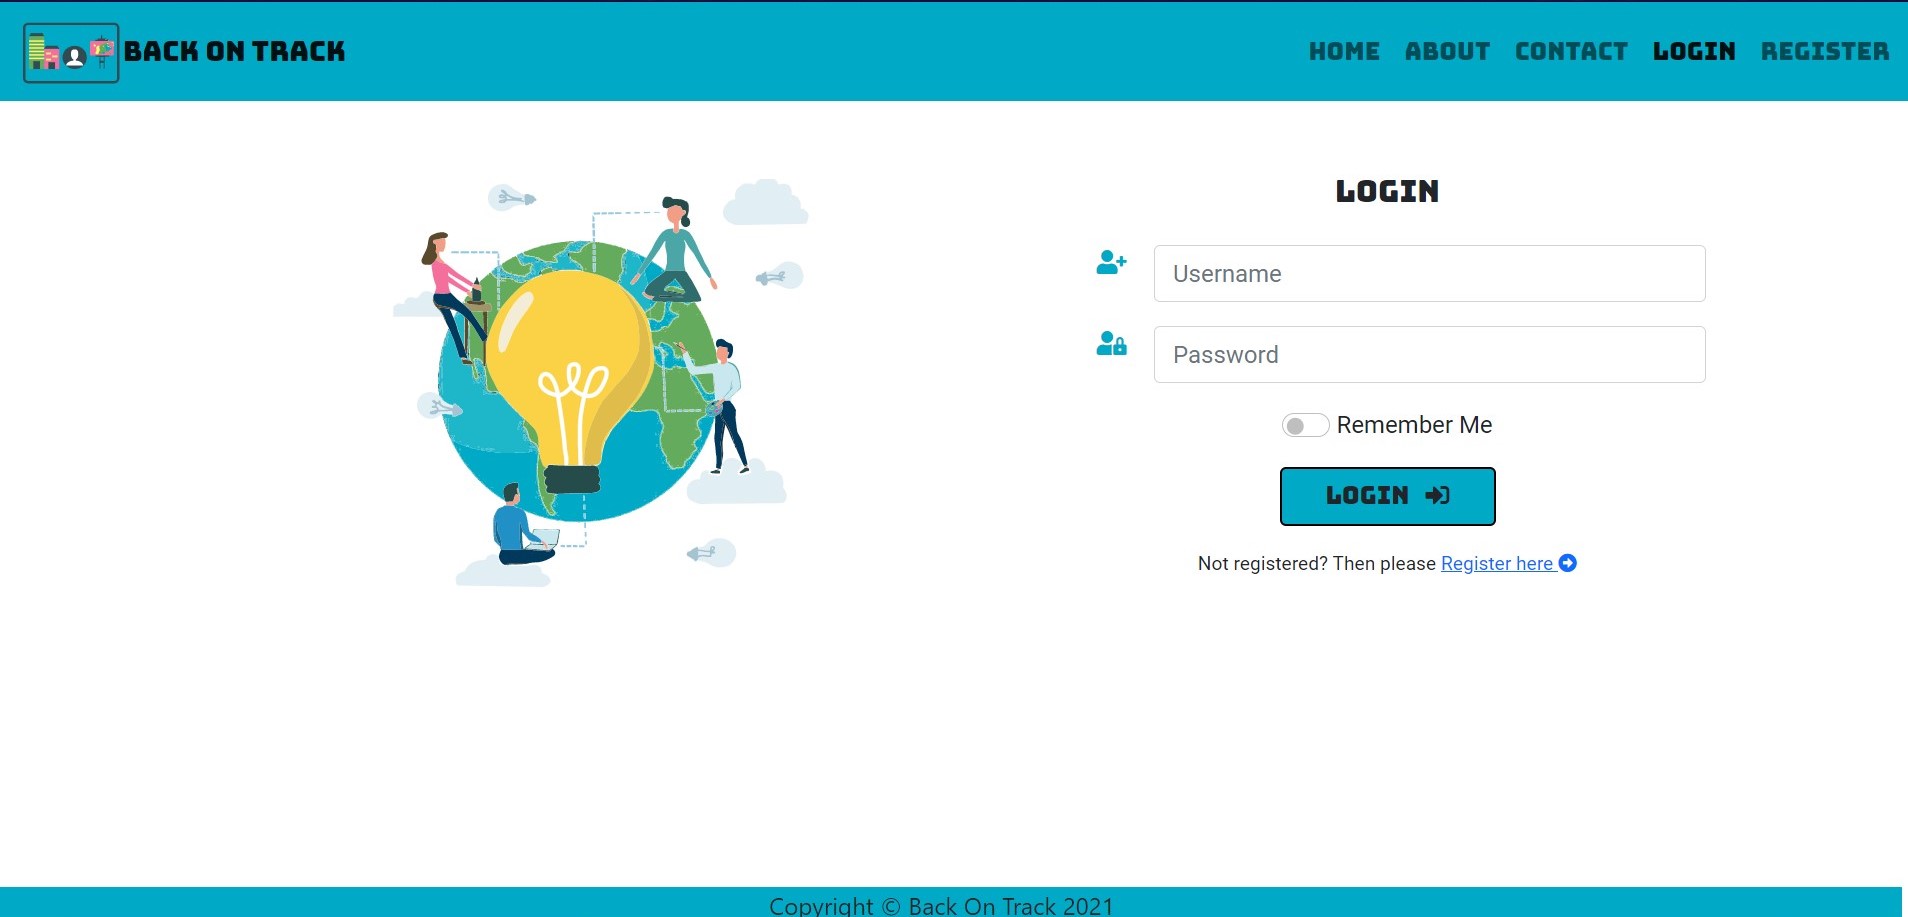 BACK ON TRACK
HOME ABOUT CONTACT LOGIN REGISTER
LOGIN
Username
Password
Remember Me
LOGIN
Not registered? Then please Register here
Copyright © Back On Track 2021